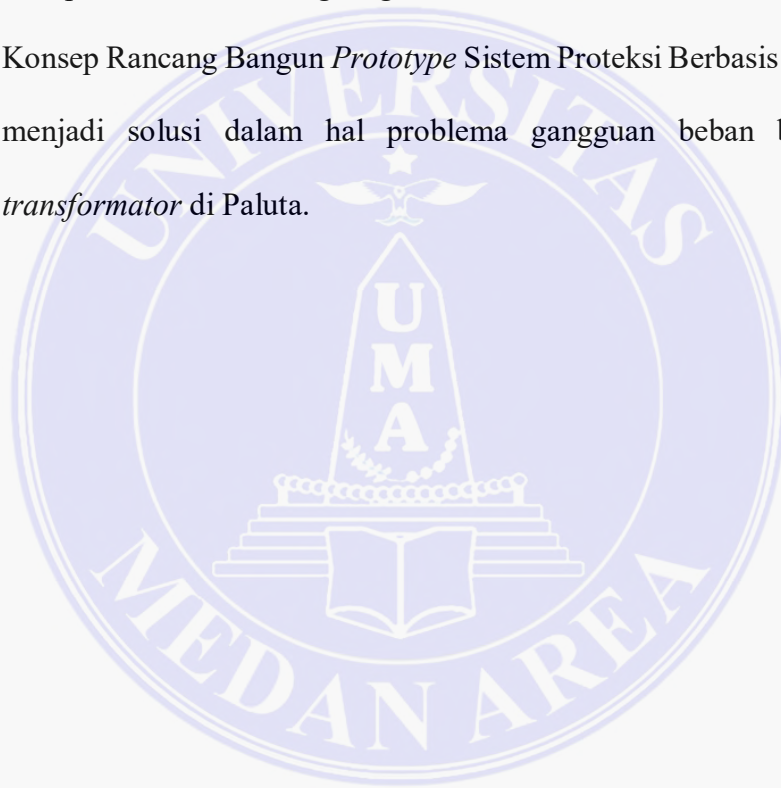 Konsep Rancang Bangun Prototype Sistem Proteksi Berbasis
menjadi solusi dalam hal problema gangguan beban
transformator di Paluta.
UNIVERSITAS
UMA
MEDAN AREA